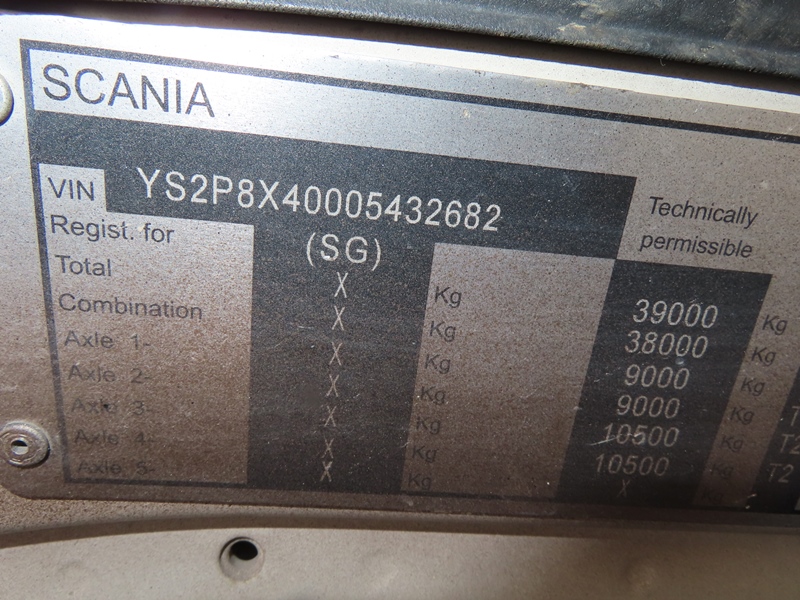 SCANIA
VIN YS2P8X40005432682
Regist. for (SG) Technically permissible
Total X Kg 39000 Kg
Combination X Kg 38000 Kg
Axle 1- X Kg 9000 Kg
Axle 2- X Kg 9000 Kg
Axle 3- X Kg 10500 Kg T
Axle 4- X Kg 10500 Kg T2
Axle 5- X Kg X Kg T2